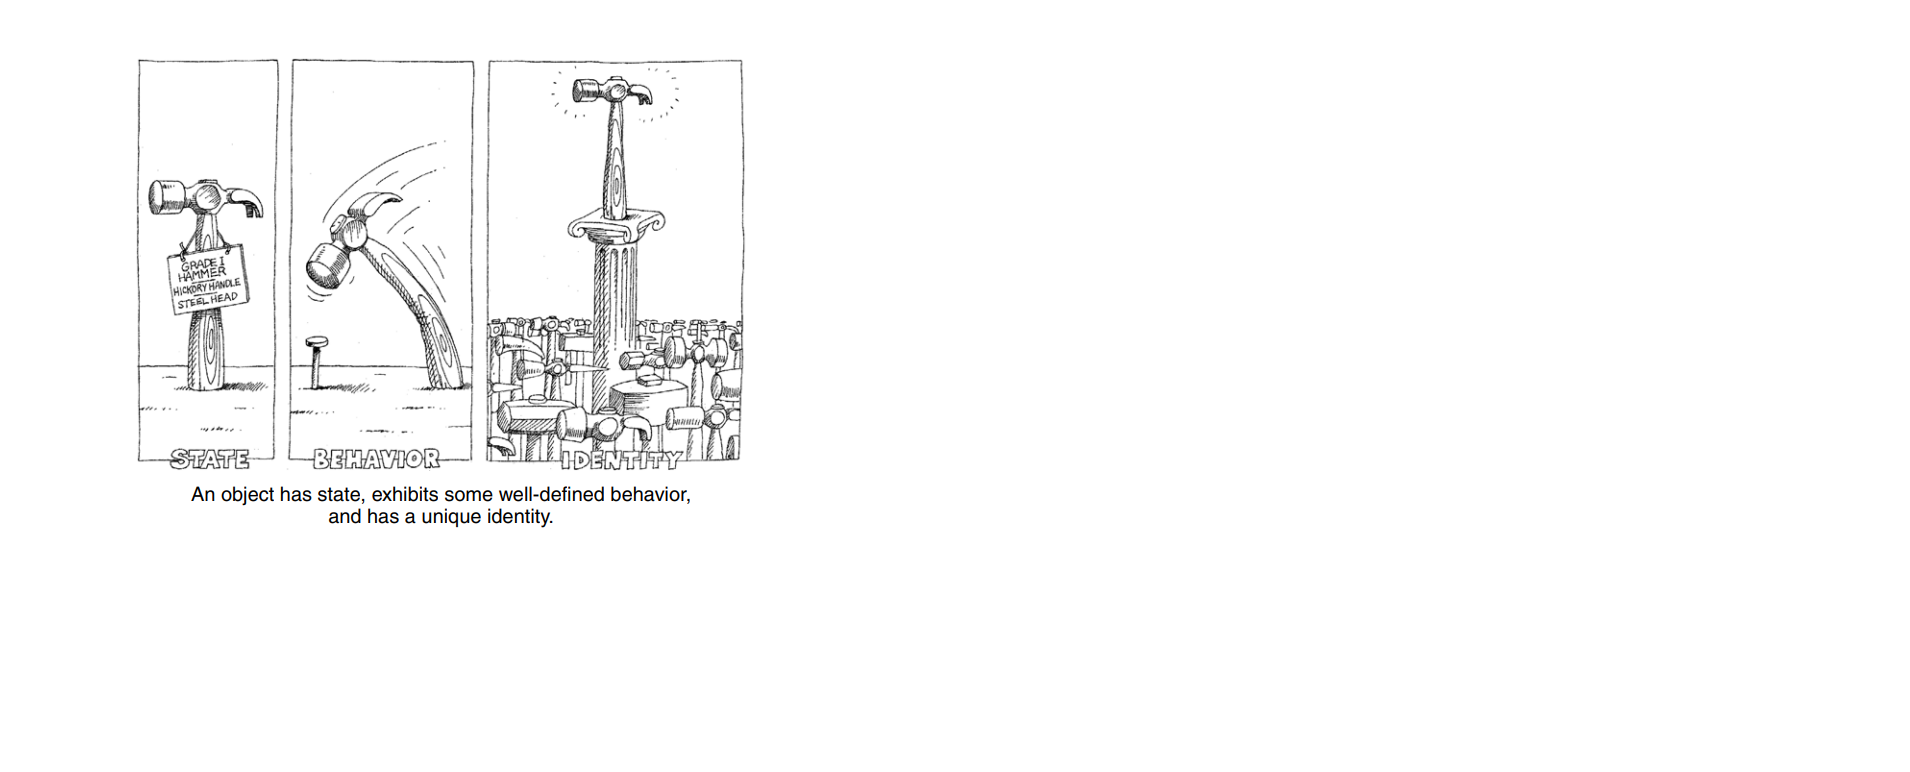 GRADE I
HAMMER
HICKORY HANDLE
STEEL HEAD
STATE
BEHAVIOR
IDENTITY
An object has state, exhibits some well-defined behavior,
and has a unique identity.